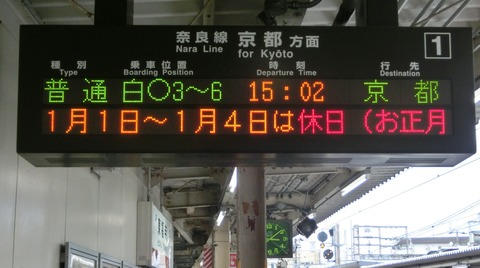 奈良線 京都 方面
Nara Line for Kyōto
1
種別 乗車位置 時刻 行先
Type Boarding Position Departure Time Destination
普通 白○3～6 15：02 京都
1月1日～1月4日は休日（お正月